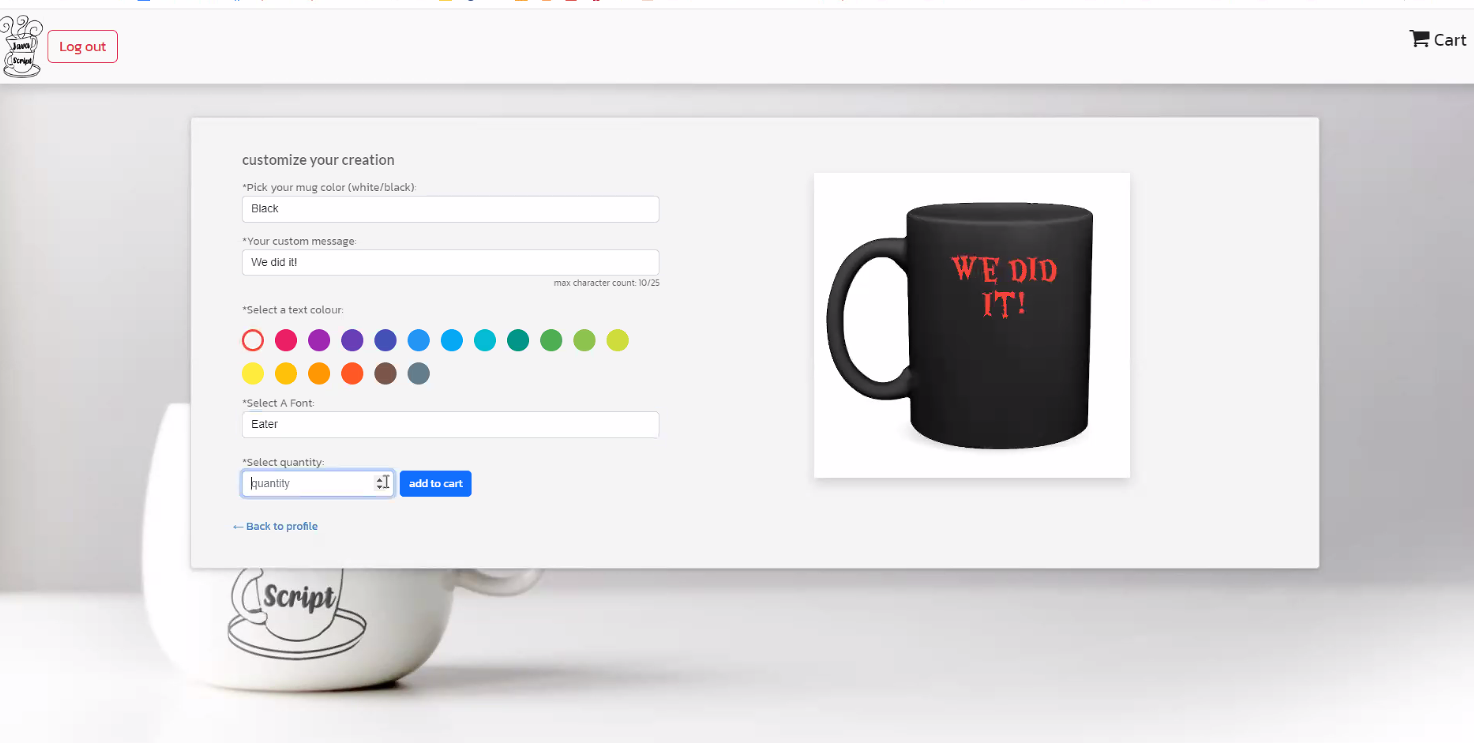 Java
Script
Log out
Cart
customize your creation
*Pick your mug color (white/black):
Black
*Your custom message:
We did it!
max character count: 10/25
*Select a text colour:
*Select A Font:
Eater
*Select quantity:
quantity
add to cart
← Back to profile
WE DID
IT!
Script